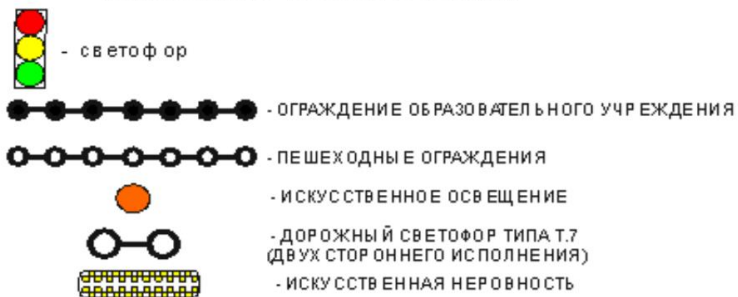 - светофор
- ОГРАЖДЕНИЕ ОБРАЗОВАТЕЛЬНОГО УЧРЕЖДЕНИЯ
- ПЕШЕХОДНЫЕ ОГРАЖДЕНИЯ
- ИСКУССТВЕННОЕ ОСВЕЩЕНИЕ
- ДОРОЖНЫЙ СВЕТОФОР ТИПА Т.7
(ДВУХСТОРОННЕГО ИСПОЛНЕНИЯ)
- ИСКУССТВЕННАЯ НЕРОВНОСТЬ